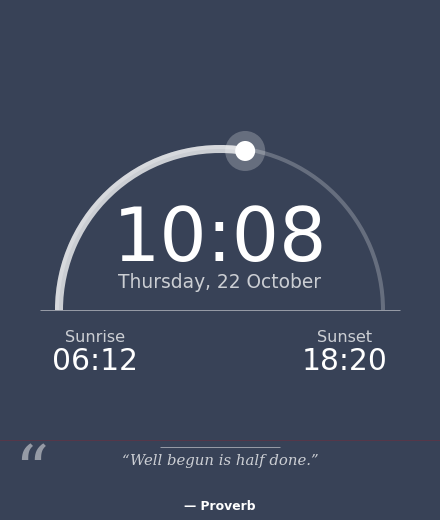 10:08
Thursday, 22 October
Sunrise Sunset
06:12 18:20
“
“Well begun is half done.”
— Proverb